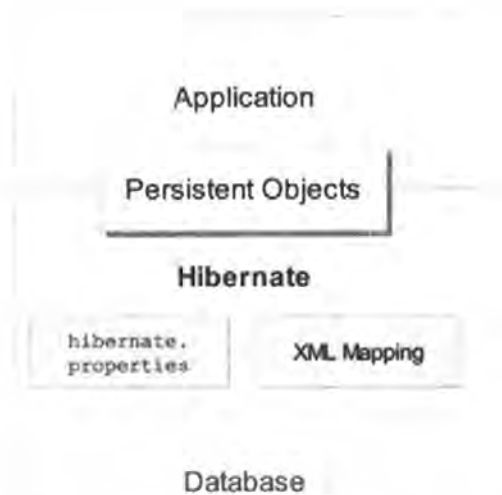 Application
Persistent Objects
Hibernate
hibernate.
properties
XML Mapping
Database